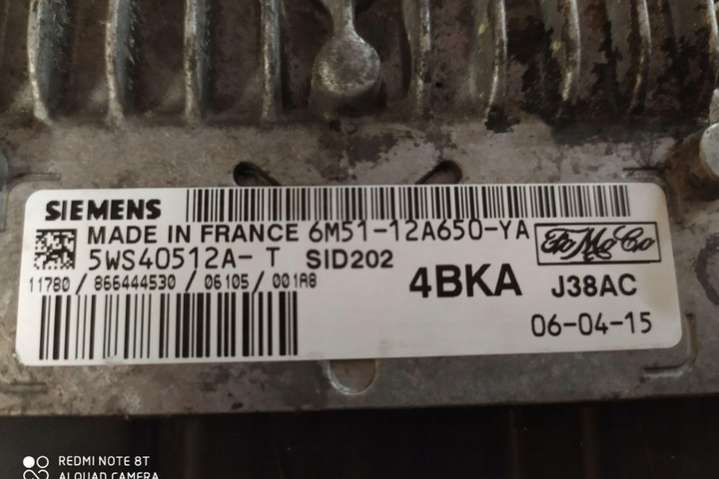 SIEMENS
MADE IN FRANCE 6M51-12A650-YA
FoMoCo
5WS40512A- T SID202
4BKA J38AC
11780 / 866444530 / 06105 / 001A8
06-04-15
REDMI NOTE 8T
AI QUAD CAMERA